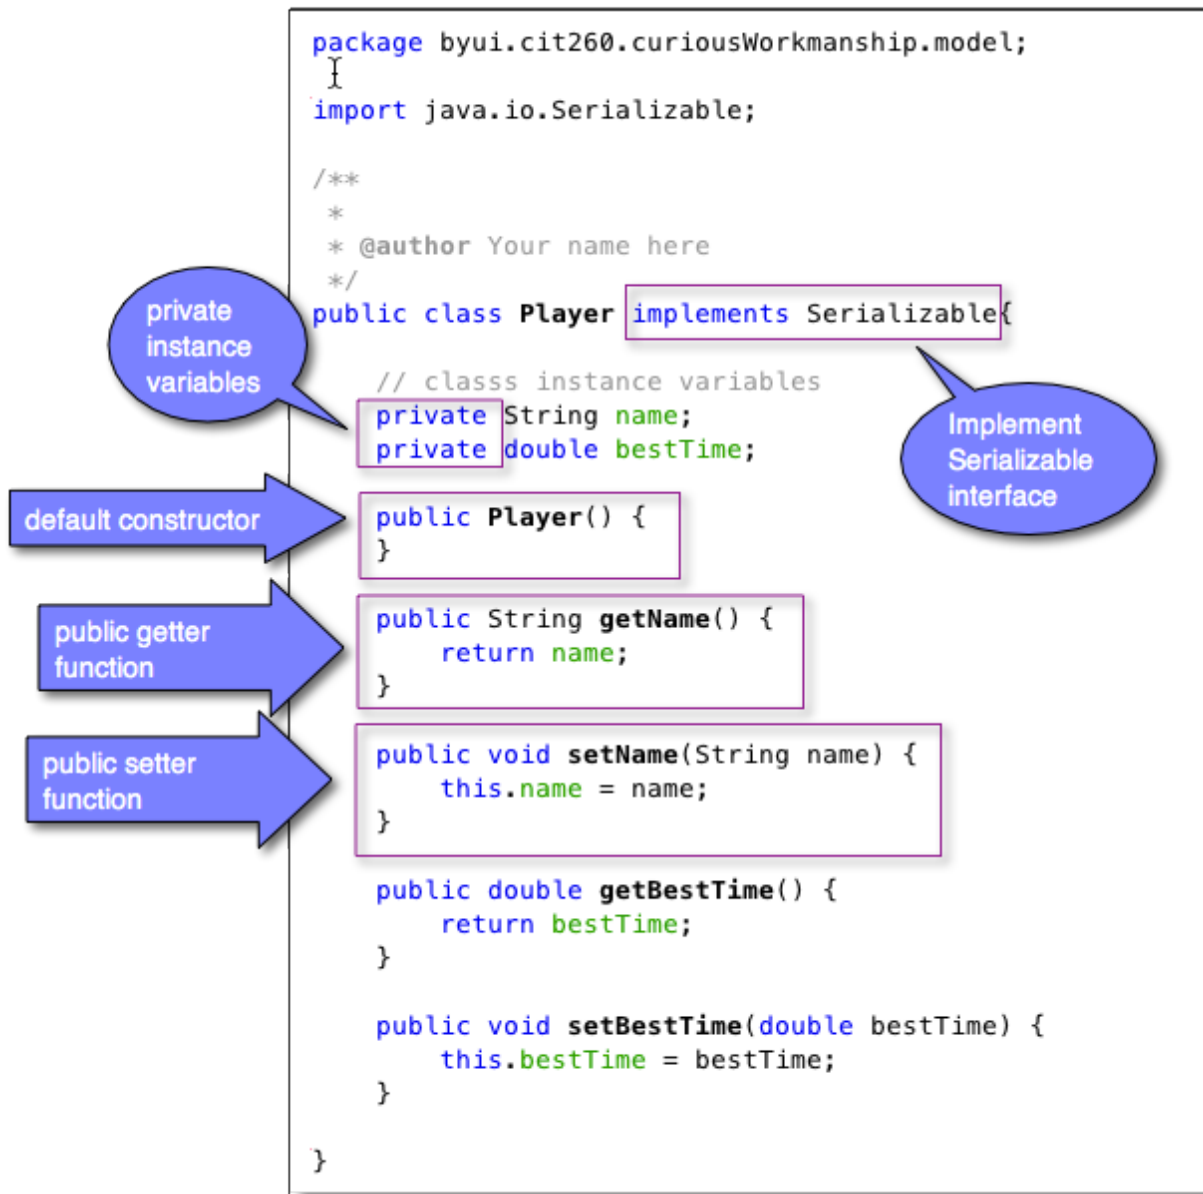 package byui.cit260.curiousWorkmanship.model;
import java.io.Serializable;
/**
*
* @author Your name here
*/
public class Player implements Serializable{
// classs instance variables
private String name;
private double bestTime;
public Player() {
}
public String getName() {
return name;
}
public void setName(String name) {
this.name = name;
}
public double getBestTime() {
return bestTime;
}
public void setBestTime(double bestTime) {
this.bestTime = bestTime;
}
}
private
instance
variables
Implement
Serializable
interface
default constructor
public getter
function
public setter
function